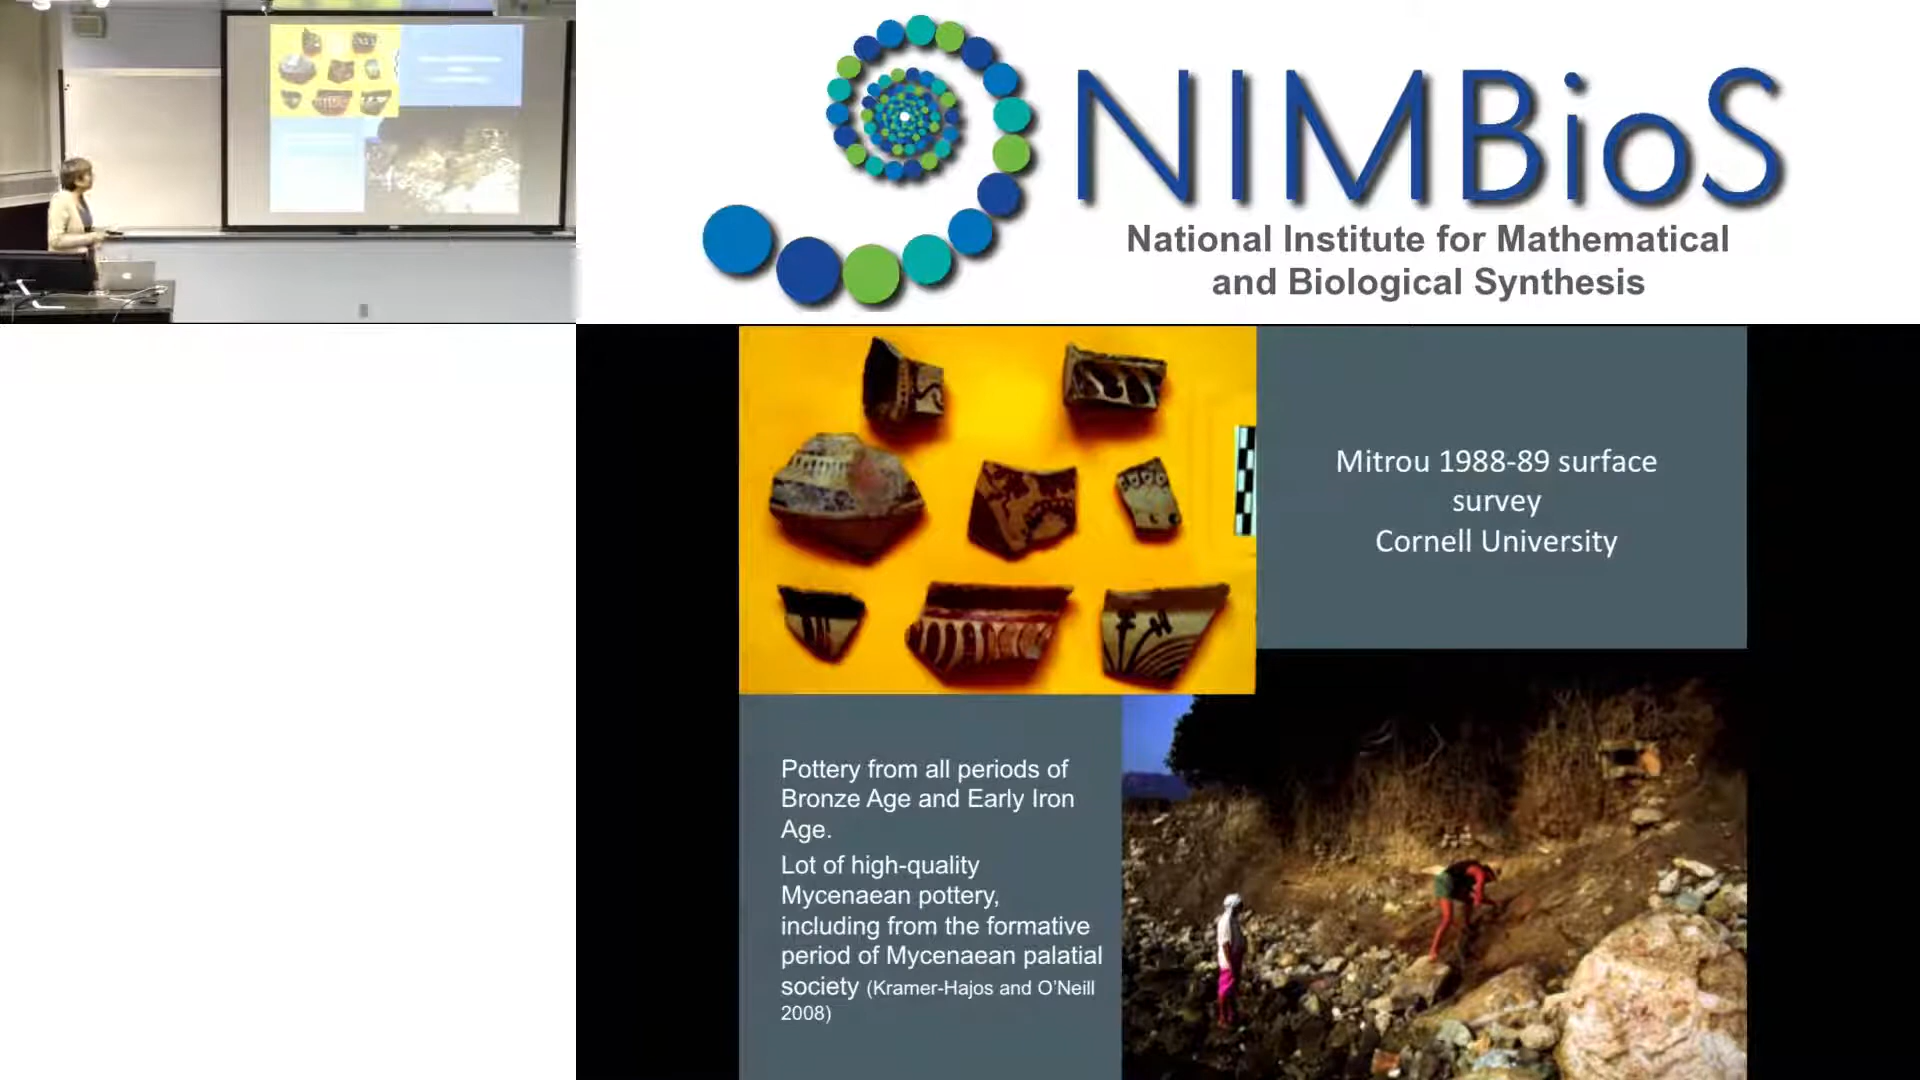 NIMBioS
National Institute for Mathematical
and Biological Synthesis
Mitrou 1988-89 surface
survey
Cornell University
Pottery from all periods of
Bronze Age and Early Iron
Age.
Lot of high-quality
Mycenaean pottery,
including from the formative
period of Mycenaean palatial
society (Kramer-Hajos and O'Neill
2008)